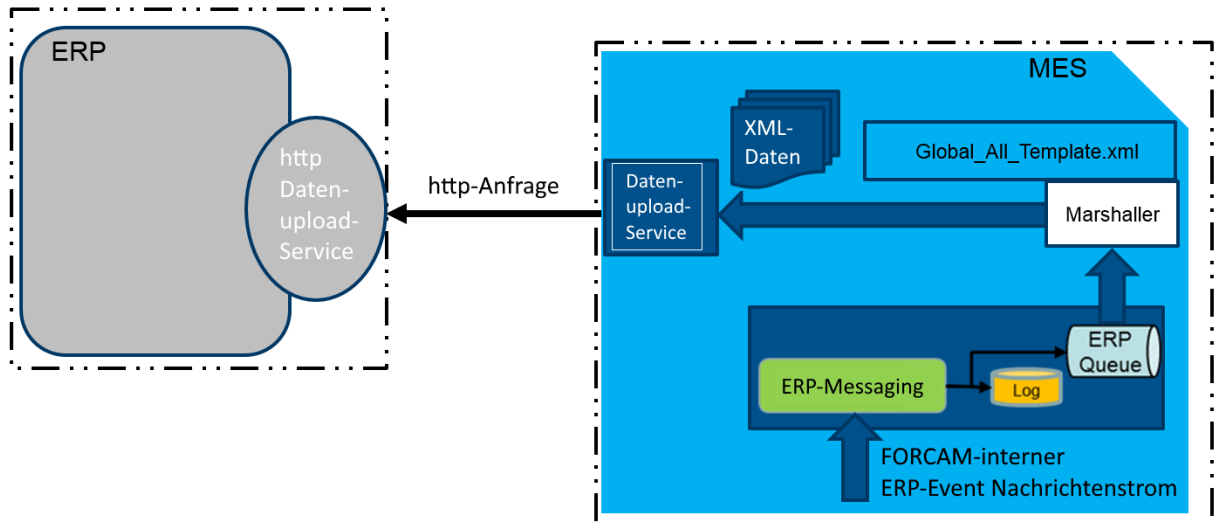 ERP
http
Daten-
upload-
Service
http-Anfrage
MES
XML-
Daten
Global_All_Template.xml
Daten-
upload-
Service
Marshaller
ERP
Queue
ERP-Messaging
Log
FORCAM-interner
ERP-Event Nachrichtenstrom